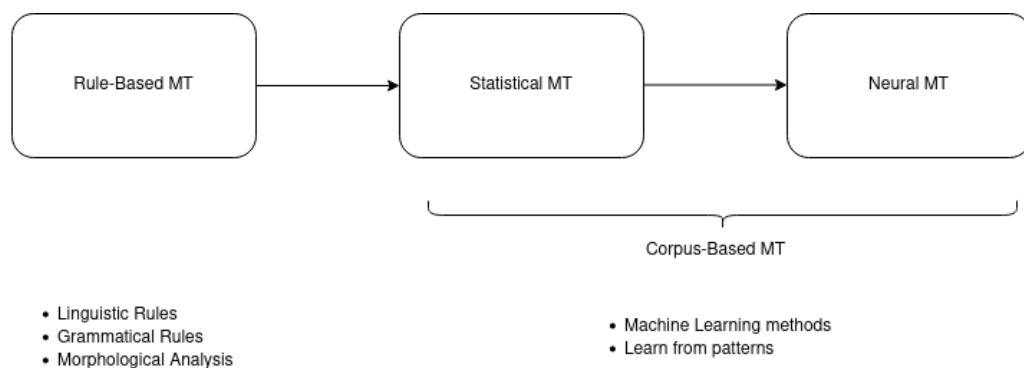 Rule-Based MT
Statistical MT
Neural MT
Corpus-Based MT
• Linguistic Rules
• Grammatical Rules
• Morphological Analysis
• Machine Learning methods
• Learn from patterns